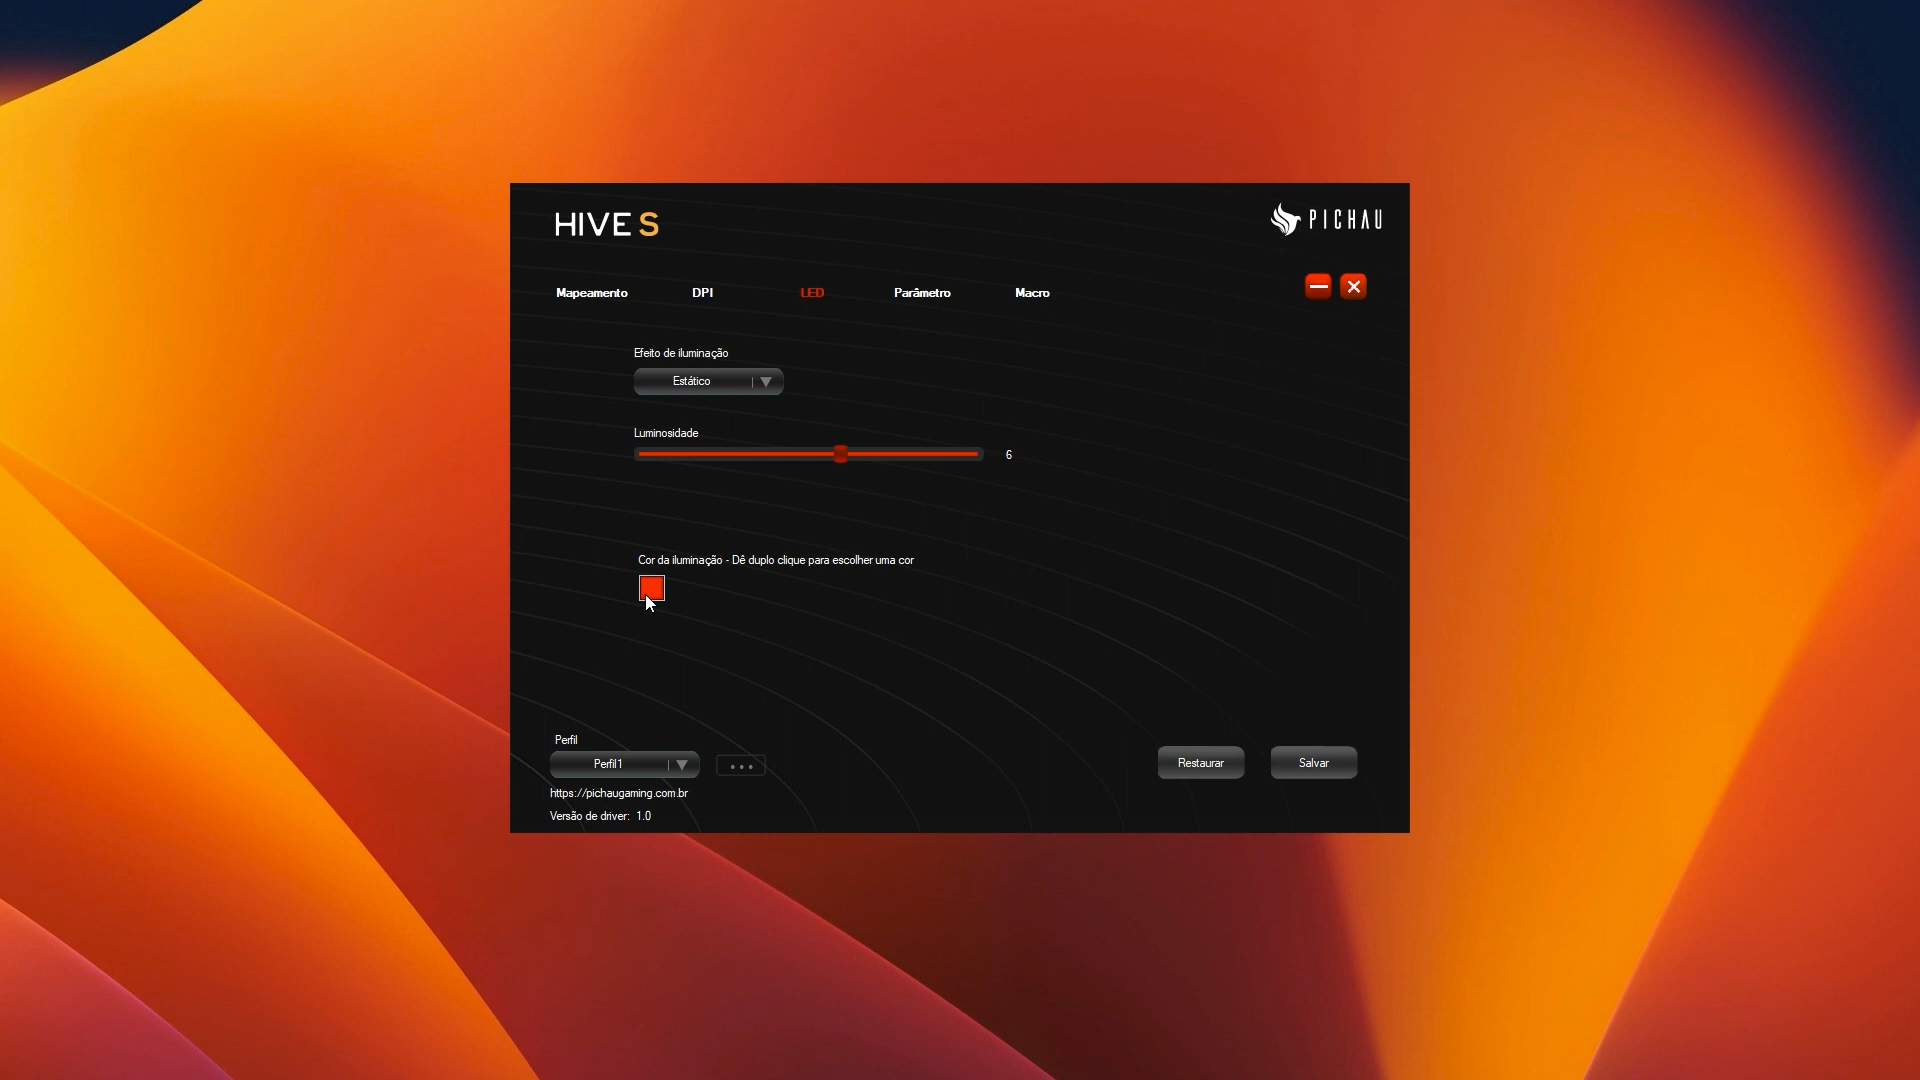 HIVE S
PICHAU
Mapeamento DPI LED Parâmetro Macro
Efeito de iluminação
Estático
Luminosidade
6
Cor da iluminação - Dê duplo clique para escolher uma cor
Perfil
Perfil1
Restaurar Salvar
https://pichaugaming.com.br
Versão de driver: 1.0